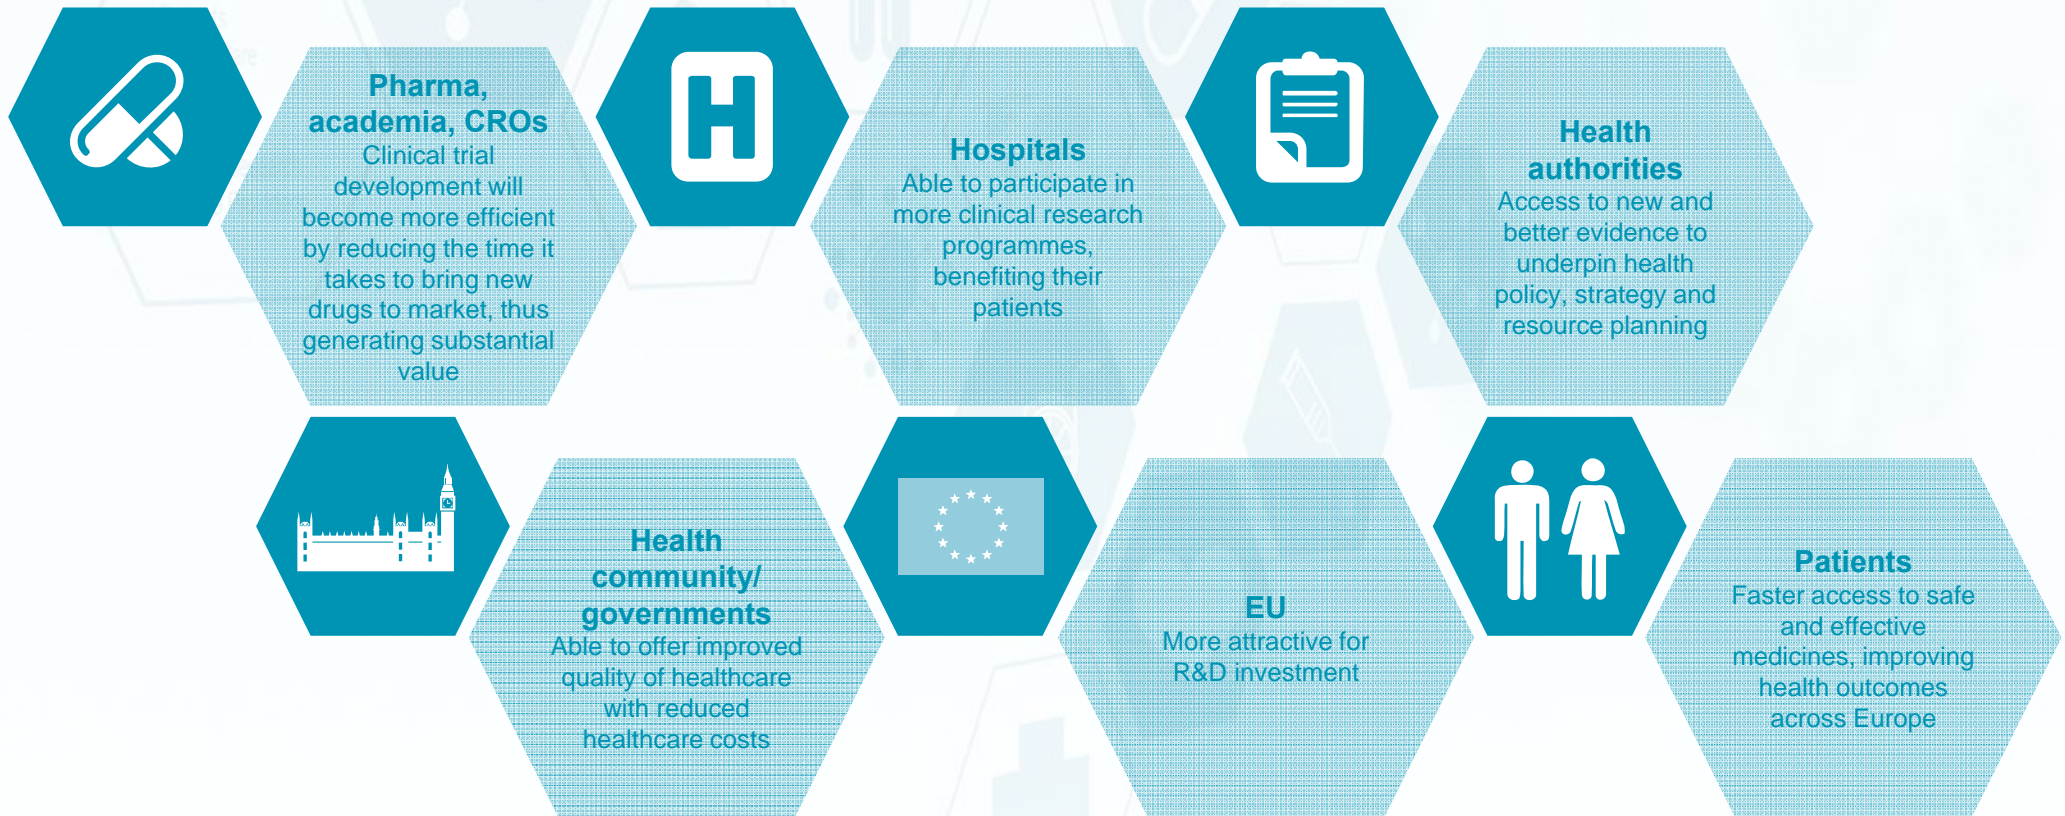 Pharma,
academia, CROs
Clinical trial
development will
become more efficient
by reducing the time it
takes to bring new
drugs to market, thus
generating substantial
value
Hospitals
Able to participate in
more clinical research
programmes,
benefiting their
patients
Health
authorities
Access to new and
better evidence to
underpin health
policy, strategy and
resource planning
Health
community/
governments
Able to offer improved
quality of healthcare
with reduced
healthcare costs
EU
More attractive for
R&D investment
Patients
Faster access to safe
and effective
medicines, improving
health outcomes
across Europe